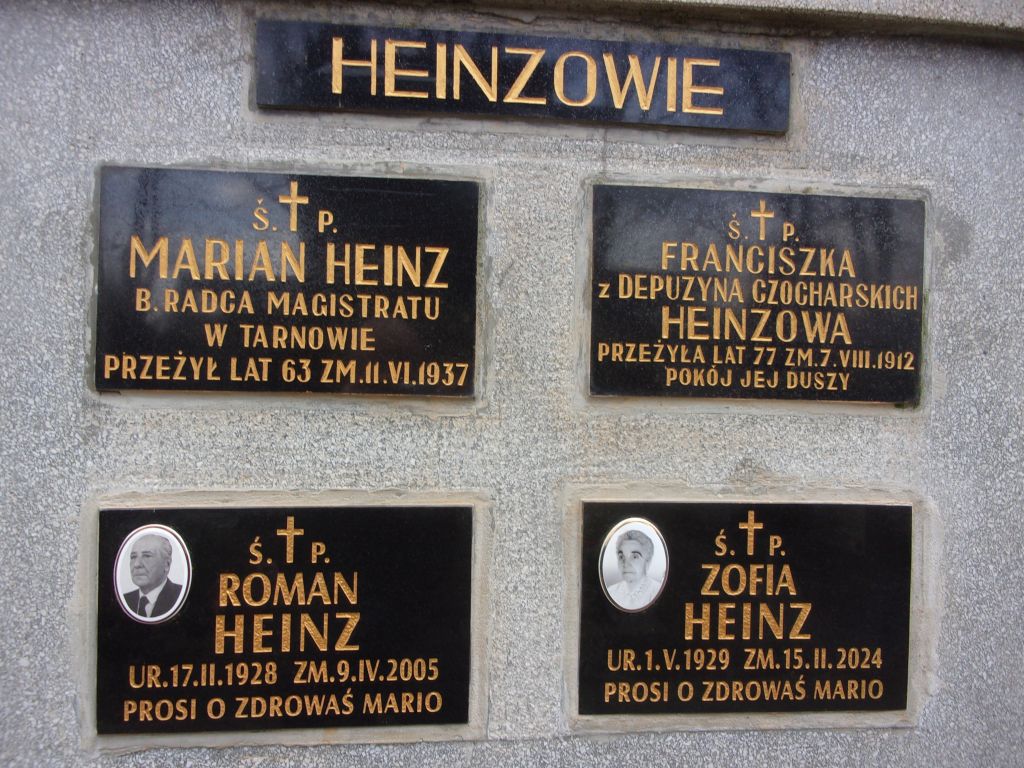 HEINZOWIE
Ś. P.
MARIAN HEINZ
B. RADCA MAGISTRATU
W TARNOWIE
PRZEŻYŁ LAT 63 ZM. 11. VI. 1937
Ś. P.
FRANCISZKA
z DEPUZYNA CZOCHARSKICH
HEINZOWA
PRZEŻYŁA LAT 77 ZM. 7. VIII. 1912
POKÓJ JEJ DUSZY
Ś. P.
ROMAN
HEINZ
UR. 17. II. 1928 ZM. 9. IV. 2005
PROSI O ZDROWAŚ MARIO
Ś. P.
ZOFIA
HEINZ
UR. 1. V. 1929 ZM. 15. II. 2024
PROSI O ZDROWAŚ MARIO